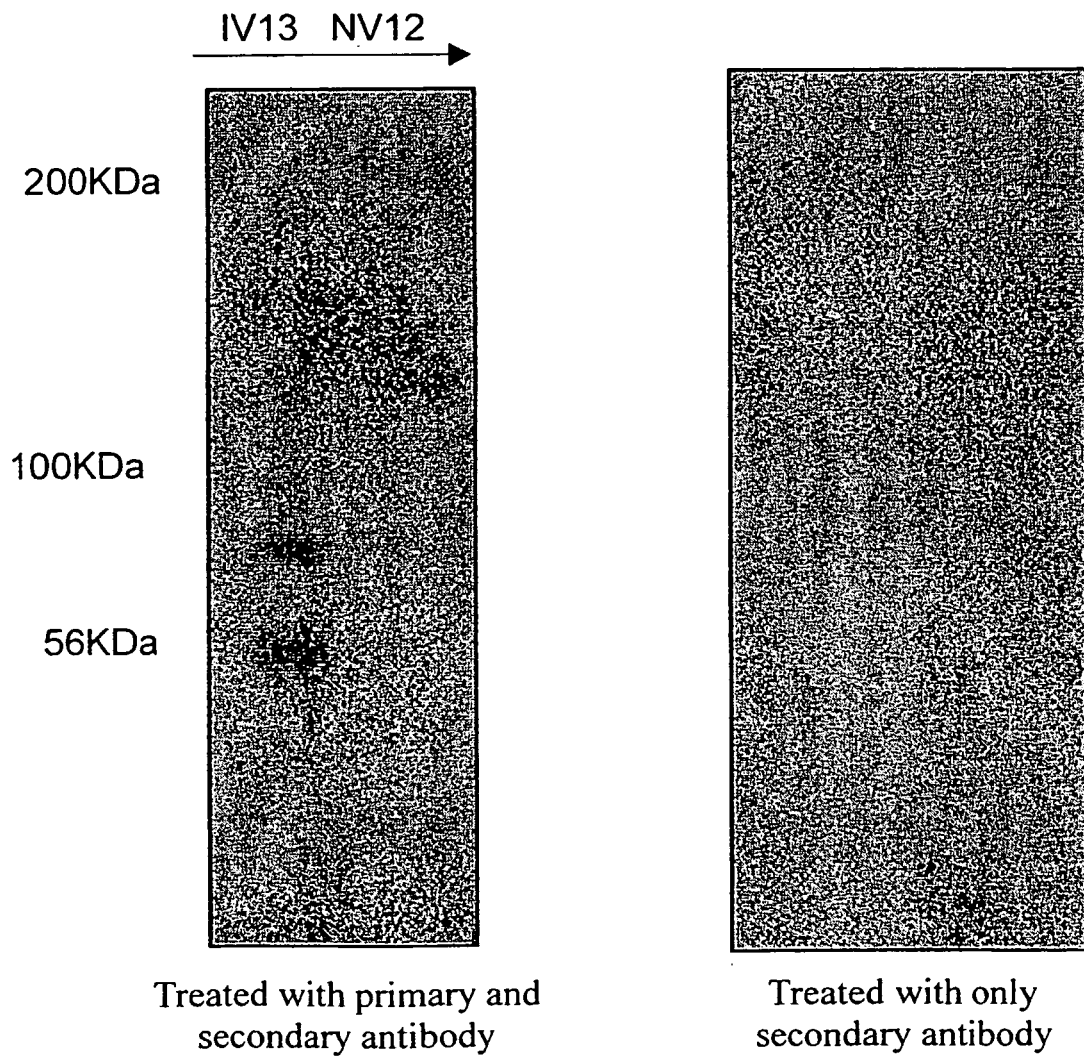 IV13 NV12
200KDa
100KDa
56KDa
Treated with primary and
secondary antibody
Treated with only
secondary antibody